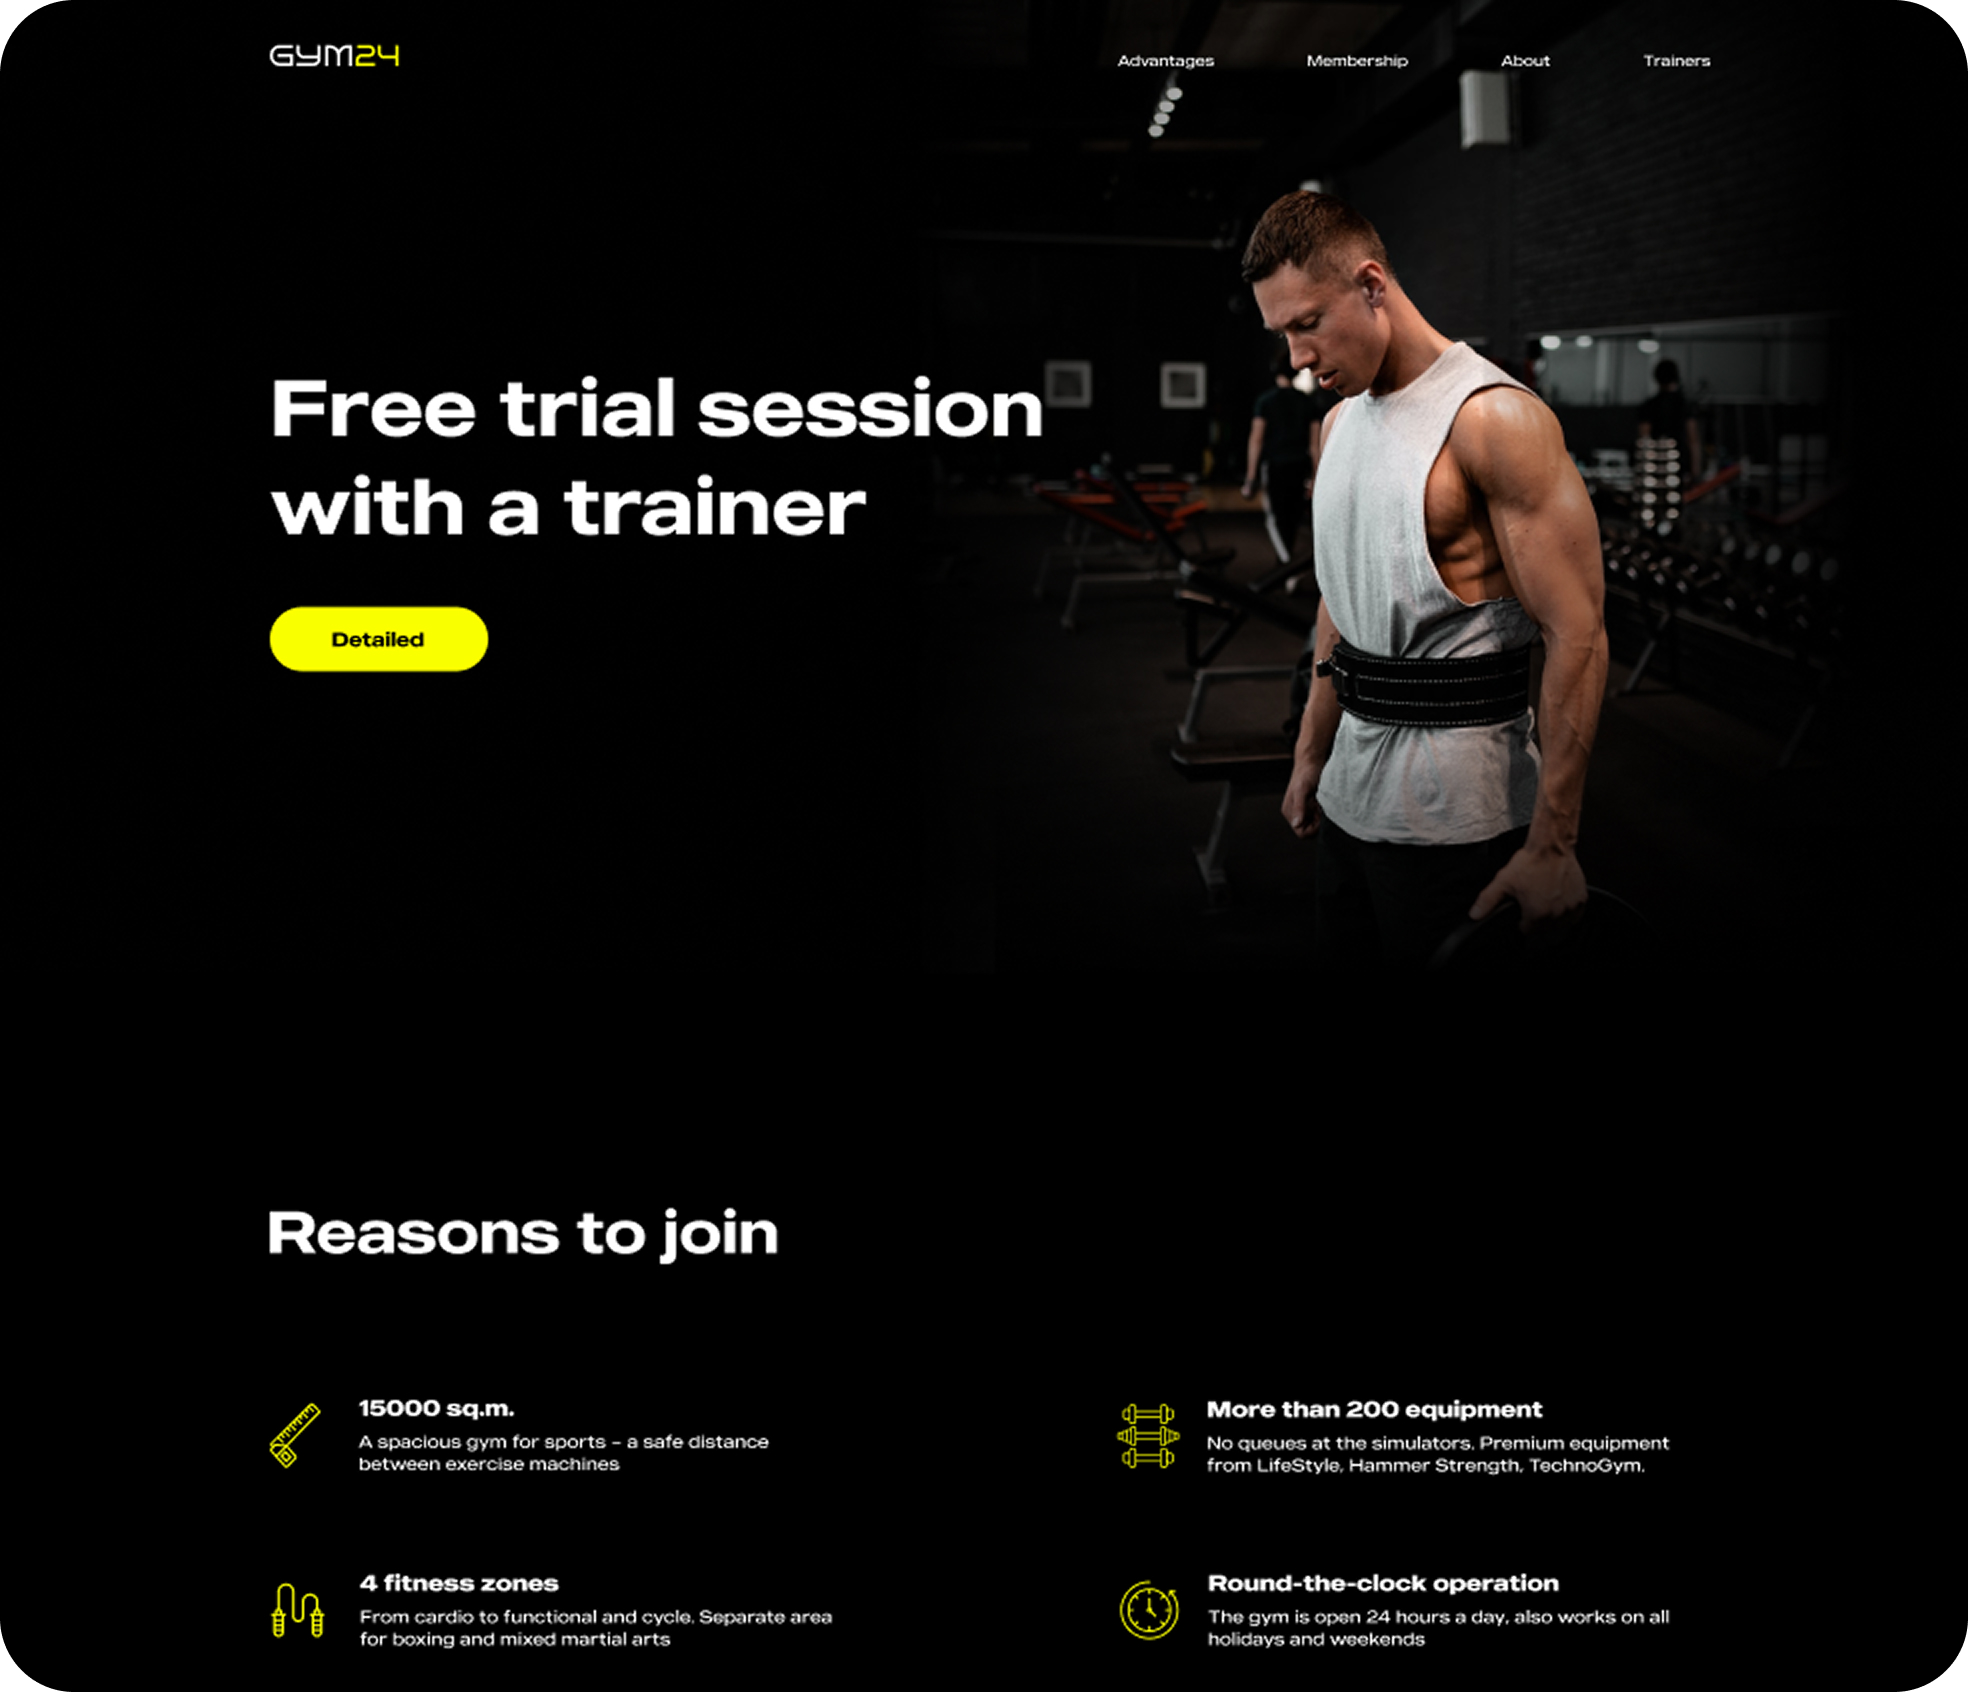 GYM24
Advantages Membership About Trainers
Free trial session
with a trainer
Detailed
Reasons to join
15000 sq.m.
A spacious gym for sports – a safe distance
between exercise machines
More than 200 equipment
No queues at the simulators, Premium equipment
from LifeStyle, Hammer Strength, TechnoGym.
4 fitness zones
From cardio to functional and cycle. Separate area
for boxing and mixed martial arts
Round-the-clock operation
The gym is open 24 hours a day, also works on all
holidays and weekends